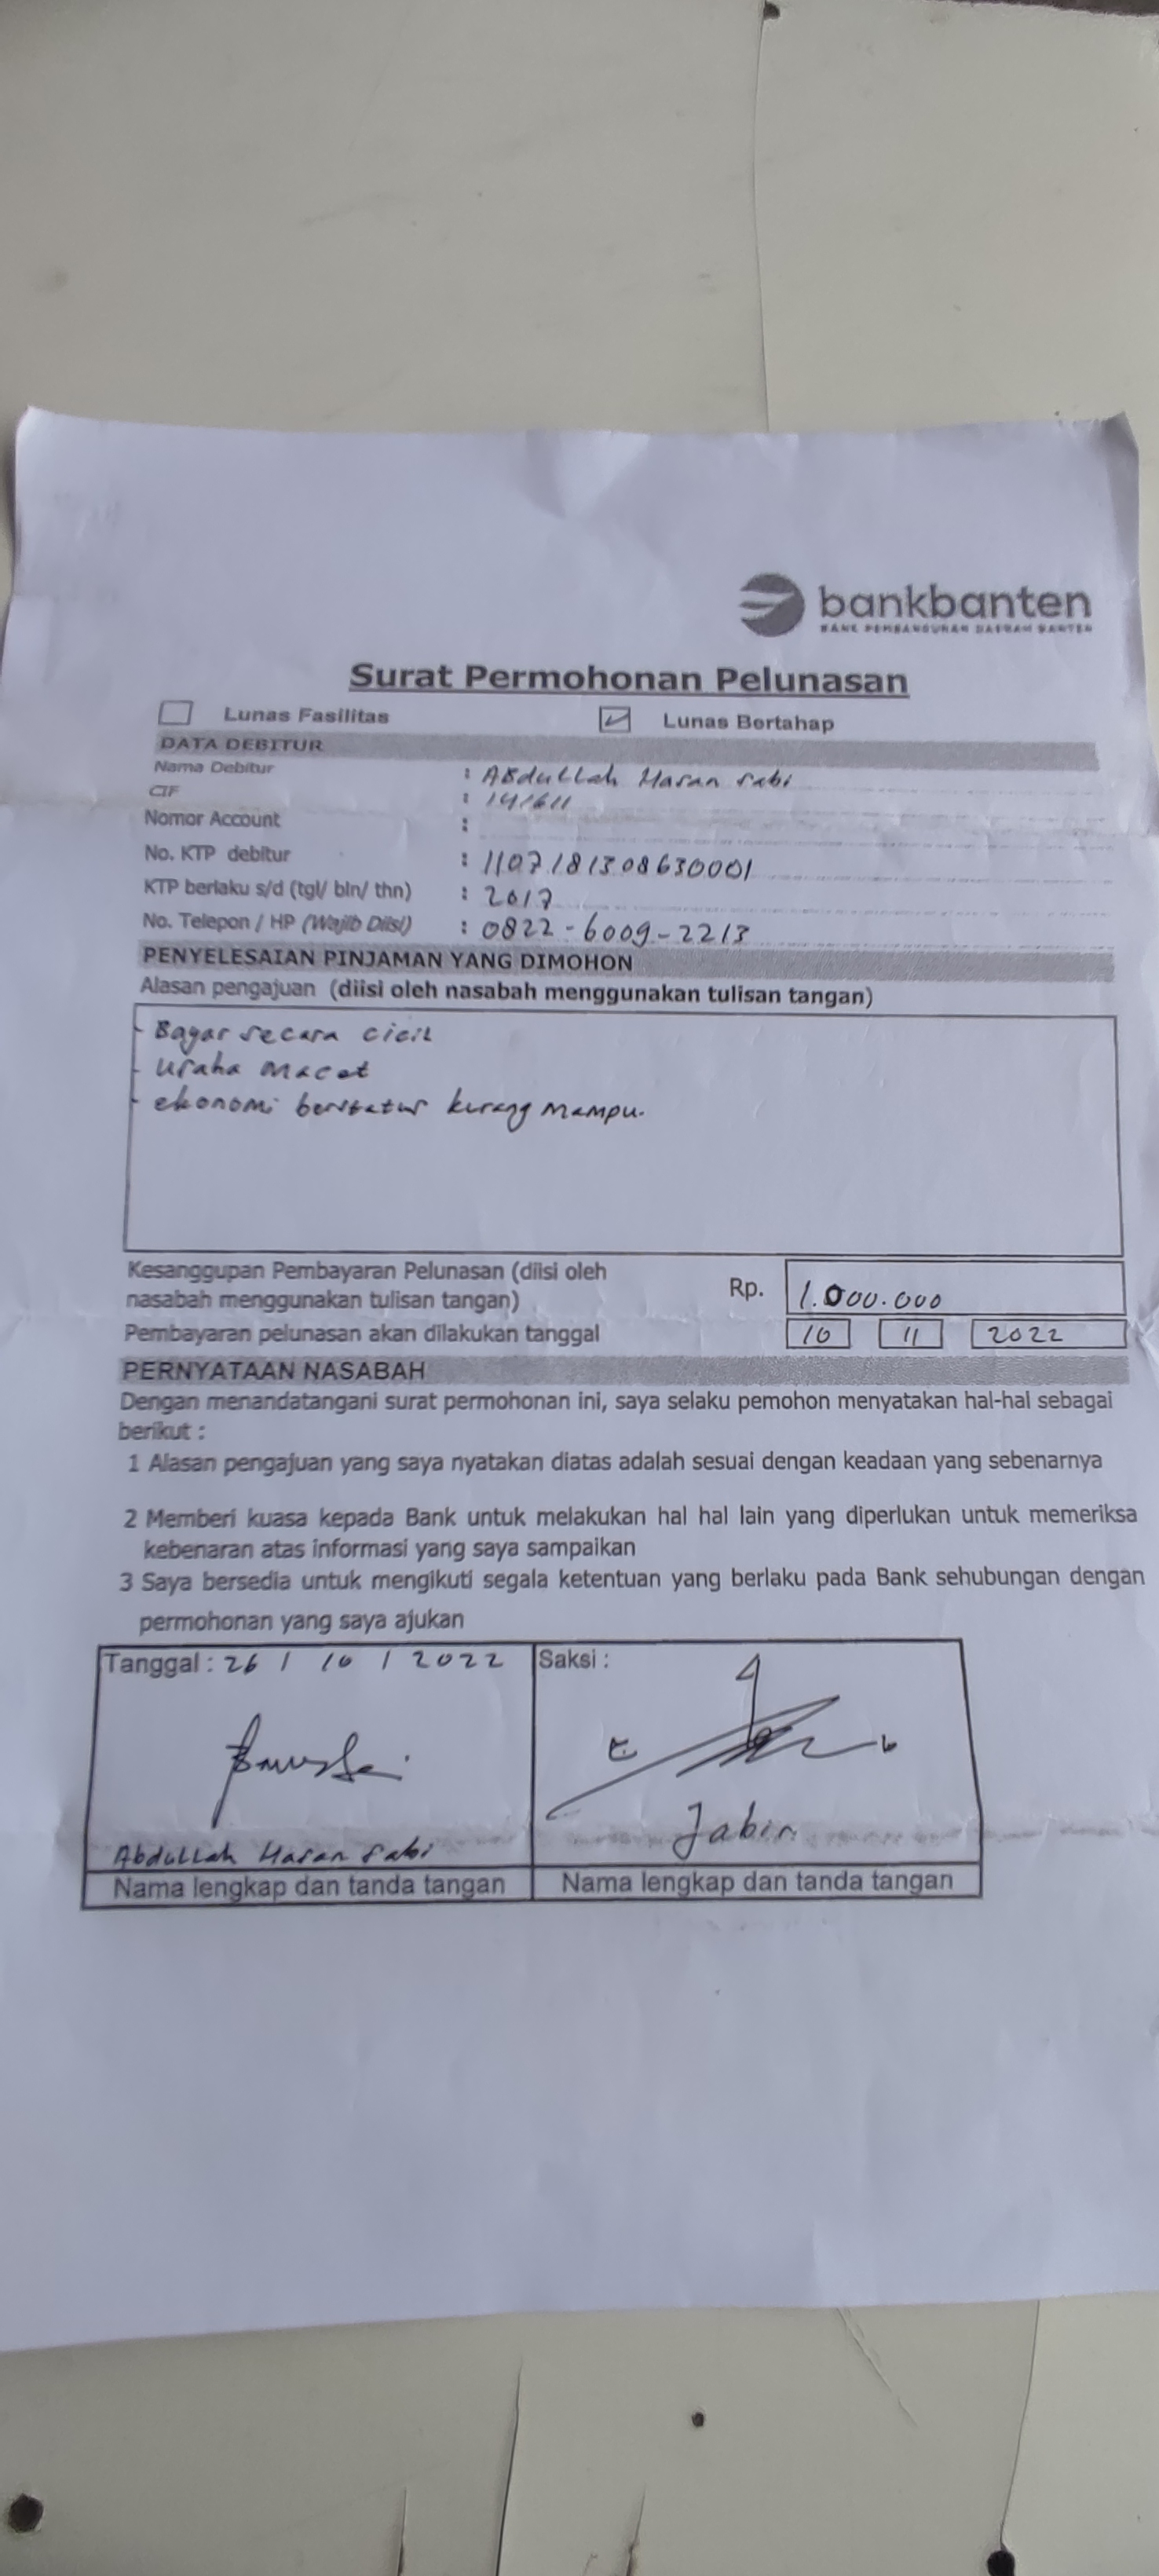 bankbanten
BANK PEMBANGUNAN DAERAH BANTEN
Surat Permohonan Pelunasan
Lunas Fasilitas Lunas Bertahap
DATA DEBITUR
Nama Debitur : Abdullah Hasan Sabi
CIF : 141611
Nomor Account :
No. KTP debitur : 1107181308630001
KTP berlaku s/d (tgl/ bln/ thn) : 2017
No. Telepon / HP (Wajib Diisi) : 0822-6009-2213
PENYELESAIAN PINJAMAN YANG DIMOHON
Alasan pengajuan (diisi oleh nasabah menggunakan tulisan tangan)
- Bayar secara cicil
- usaha macet
- ekonomi berstatus kurang mampu.
Kesanggupan Pembayaran Pelunasan (diisi oleh
nasabah menggunakan tulisan tangan) Rp. 1.000.000
Pembayaran pelunasan akan dilakukan tanggal 10 11 2022
PERNYATAAN NASABAH
Dengan menandatangani surat permohonan ini, saya selaku pemohon menyatakan hal-hal sebagai
berikut :
1 Alasan pengajuan yang saya nyatakan diatas adalah sesuai dengan keadaan yang sebenarnya
2 Memberi kuasa kepada Bank untuk melakukan hal hal lain yang diperlukan untuk memeriksa
kebenaran atas informasi yang saya sampaikan
3 Saya bersedia untuk mengikuti segala ketentuan yang berlaku pada Bank sehubungan dengan
permohonan yang saya ajukan
Tanggal : 26 / 10 / 2022 Saksi :
Jabir
Abdullah Hasan Sabi
Nama lengkap dan tanda tangan Nama lengkap dan tanda tangan